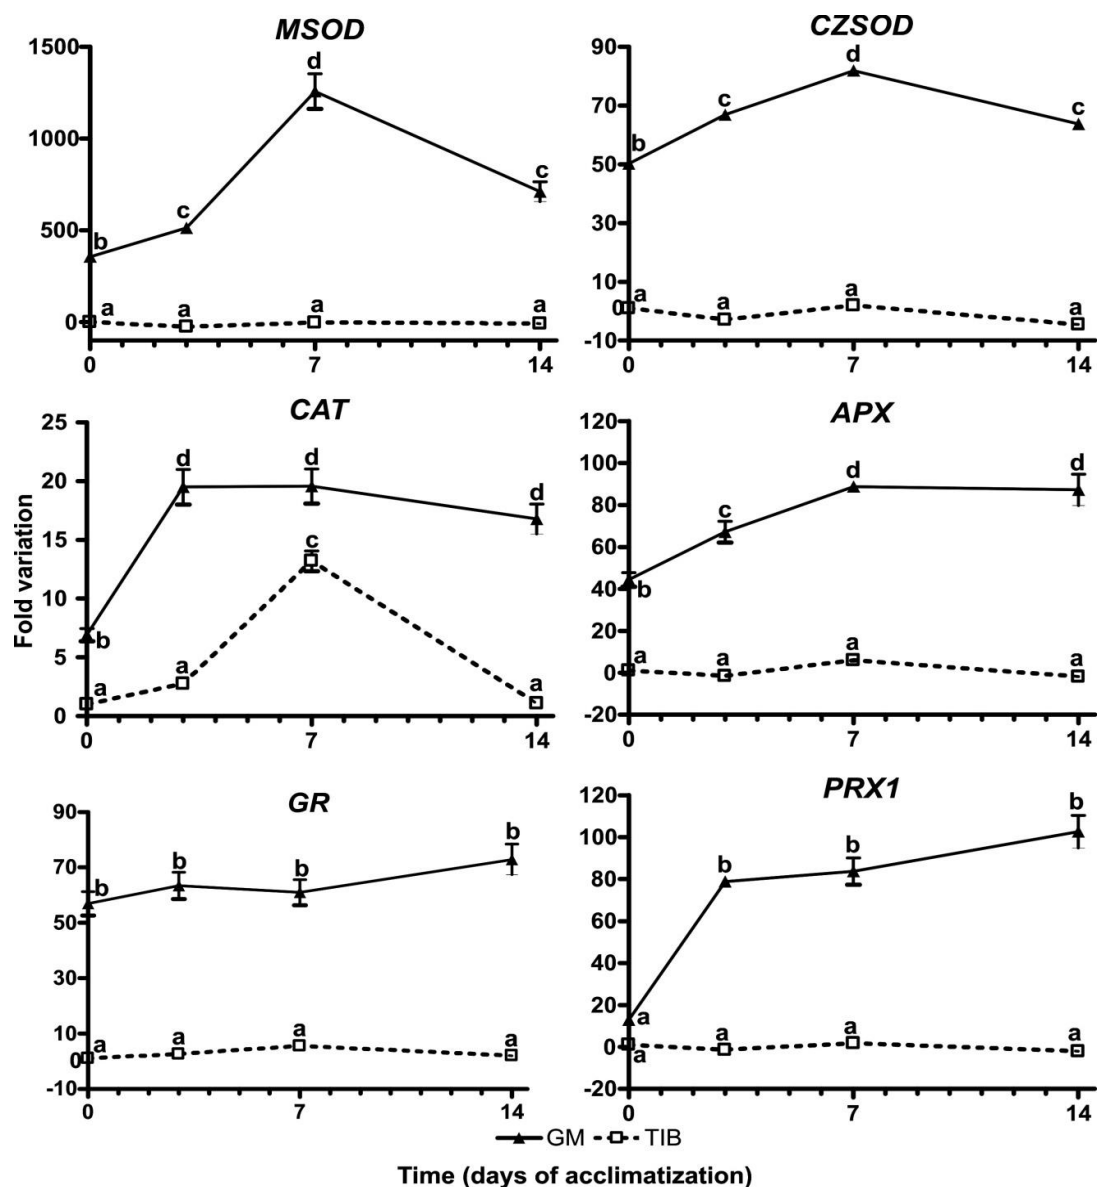 MSOD
1500
1000
500
0
b
c
d
c
a
a
a
a
0
7
14
CZSOD
90
70
50
30
10
0
-10
b
c
d
c
a
a
a
a
0
7
14
CAT
25
20
15
10
5
0
b
d
d
d
a
a
c
a
0
7
14
APX
120
100
80
60
40
20
0
-20
b
c
d
d
a
a
a
a
0
7
14
Fold variation
GR
90
70
50
30
10
0
-10
b
b
b
b
a
a
a
a
0
7
14
PRX1
120
100
80
60
40
20
0
-20
a
b
b
b
a
a
a
a
0
7
14
GM TIB
Time (days of acclimatization)